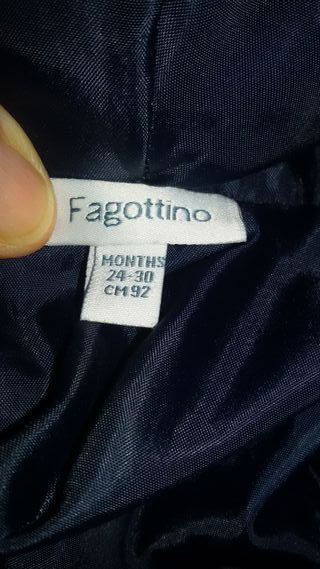 Fagottino
MONTHS
24-30
CM 92